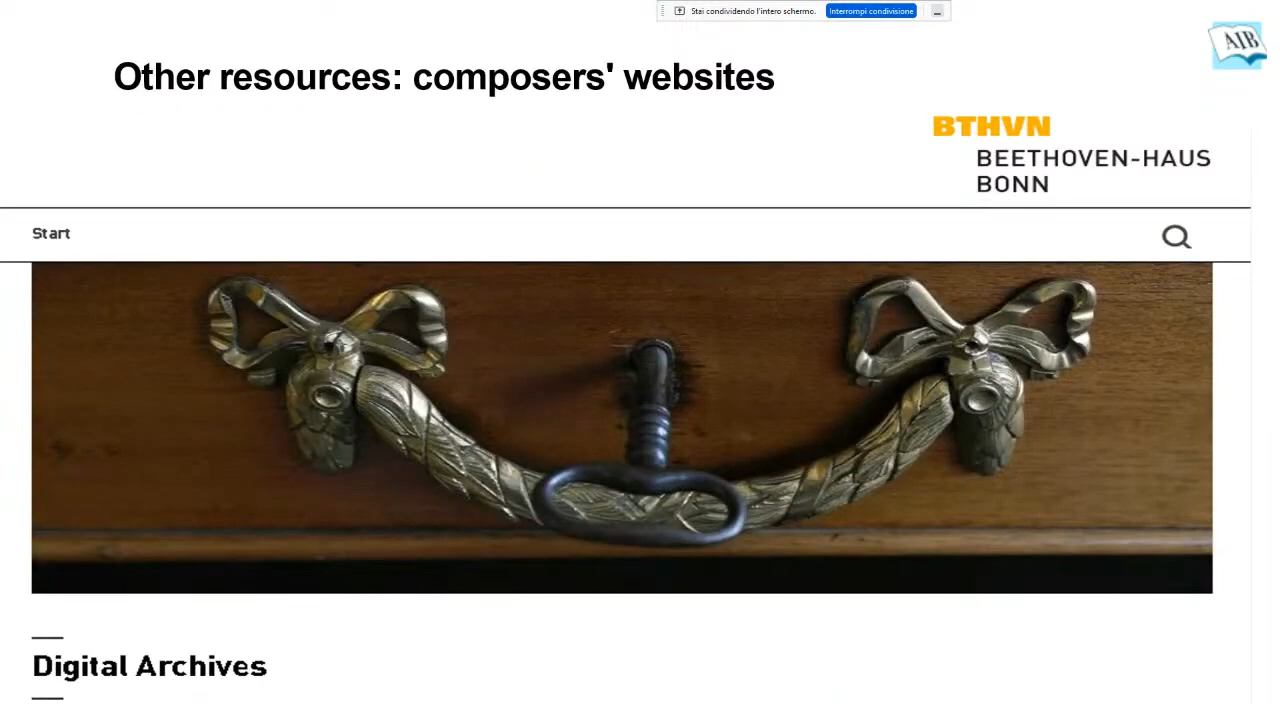 Stai condividendo l'intero schermo. Interrompi condivisione
AIB
Other resources: composers' websites
BTHVN
BEETHOVEN-HAUS
BONN
Start
Digital Archives